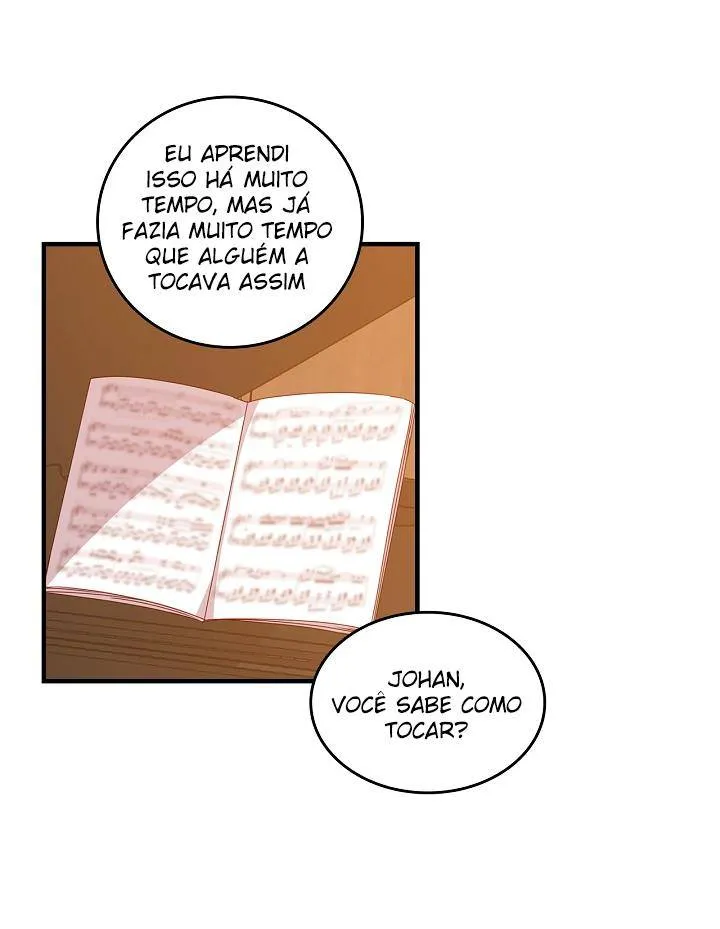 EU APRENDI
ISSO HÁ MUITO
TEMPO, MAS JÁ
FAZIA MUITO TEMPO
QUE ALGUÉM A
TOCAVA ASSIM
JOHAN,
VOCÊ SABE COMO
TOCAR?